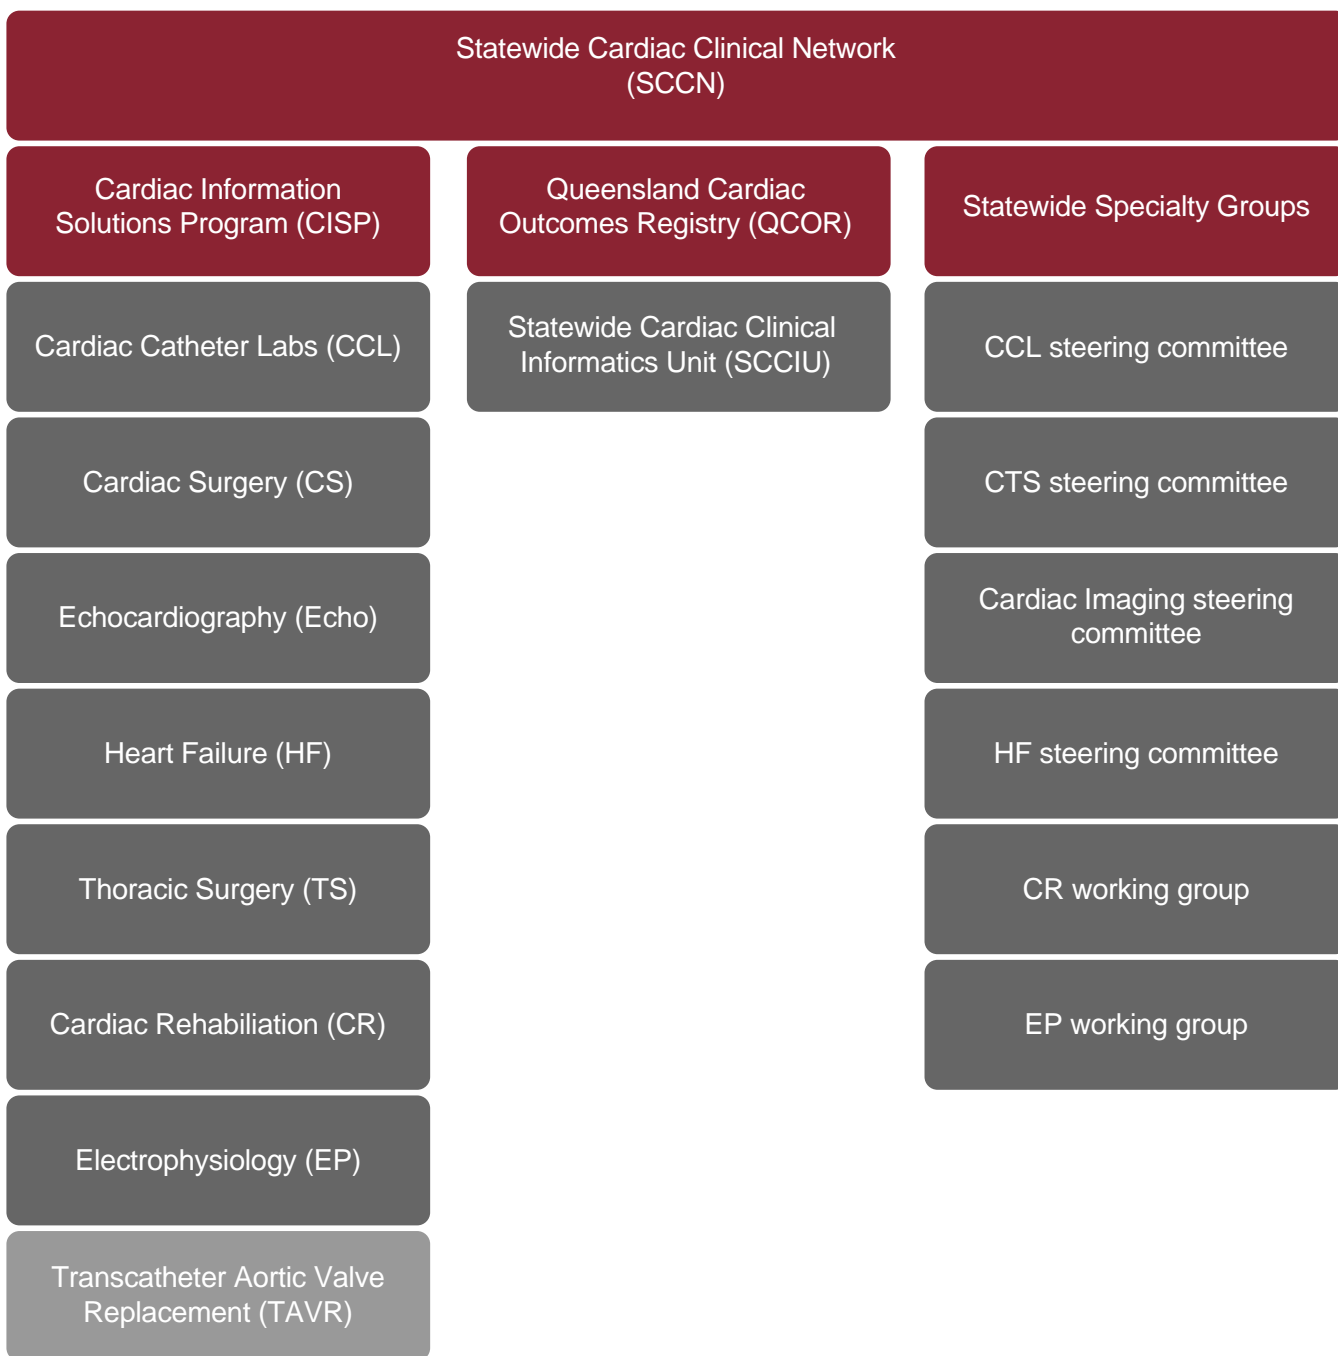 Statewide Cardiac Clinical Network
(SCCN)
Cardiac Information
Solutions Program (CISP)
Queensland Cardiac
Outcomes Registry (QCOR)
Statewide Specialty Groups
Cardiac Catheter Labs (CCL)
Statewide Cardiac Clinical
Informatics Unit (SCCIU)
CCL steering committee
Cardiac Surgery (CS)
CTS steering committee
Echocardiography (Echo)
Cardiac Imaging steering
committee
Heart Failure (HF)
HF steering committee
Thoracic Surgery (TS)
CR working group
Cardiac Rehabiliation (CR)
EP working group
Electrophysiology (EP)
Transcatheter Aortic Valve
Replacement (TAVR)